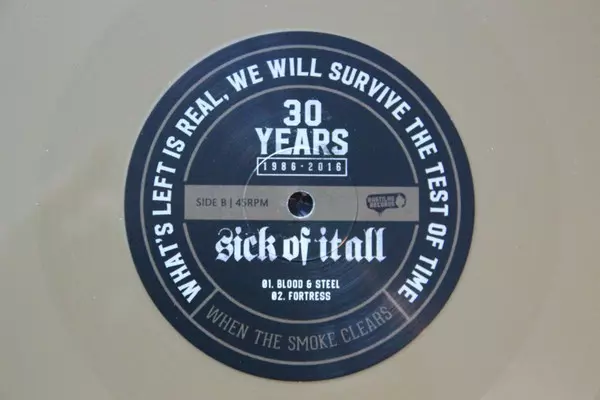 WHAT'S LEFT IS REAL, WE WILL SURVIVE THE TEST OF TIME
30
YEARS
1986-2016
SIDE B | 45RPM
sick of it all
01. BLOOD & STEEL
02. FORTRESS
WHEN THE SMOKE CLEARS